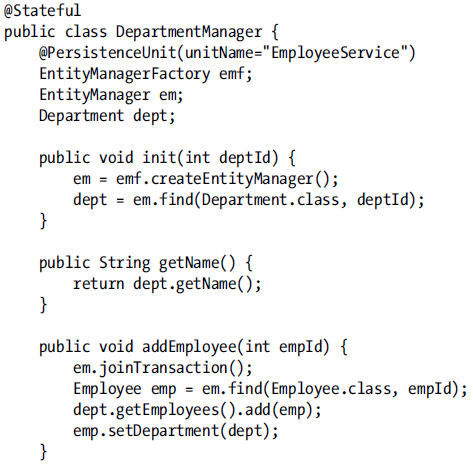 @Stateful
public class DepartmentManager {
    @PersistenceUnit(unitName="EmployeeService")
    EntityManagerFactory emf;
    EntityManager em;
    Department dept;

    public void init(int deptId) {
        em = emf.createEntityManager();
        dept = em.find(Department.class, deptId);
    }

    public String getName() {
        return dept.getName();
    }

    public void addEmployee(int empId) {
        em.joinTransaction();
        Employee emp = em.find(Employee.class, empId);
        dept.getEmployees().add(emp);
        emp.setDepartment(dept);
    }